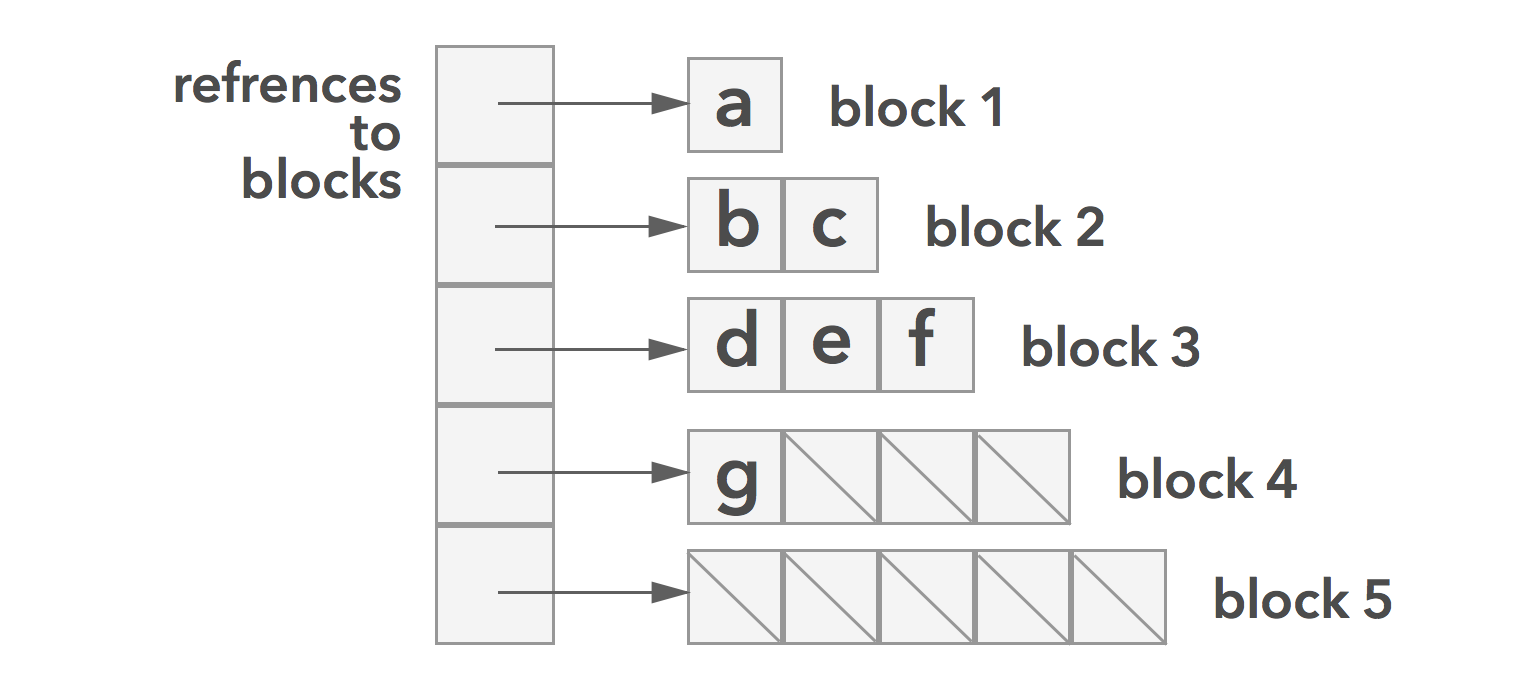 refrences
to
blocks
a
block 1
b c
block 2
d e f
block 3
g
block 4
block 5